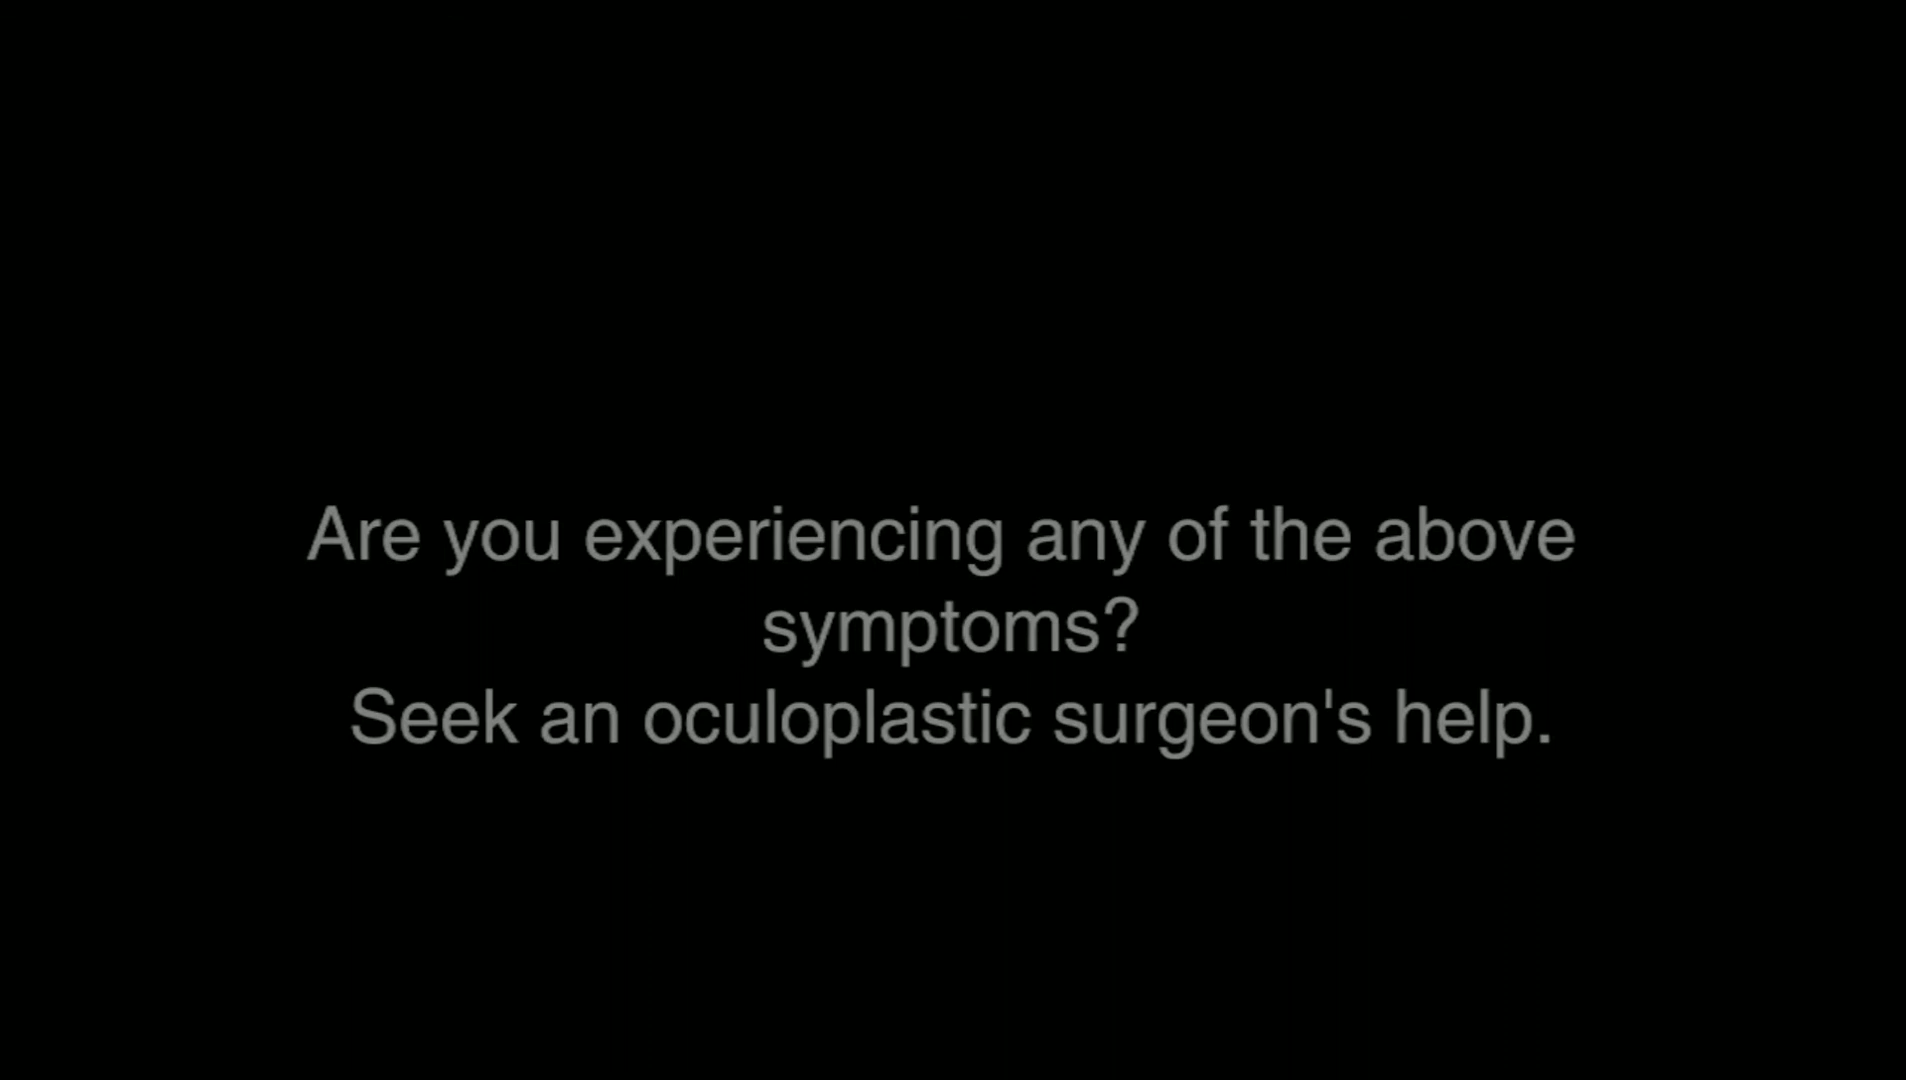 Are you experiencing any of the above
symptoms?
Seek an oculoplastic surgeon's help.